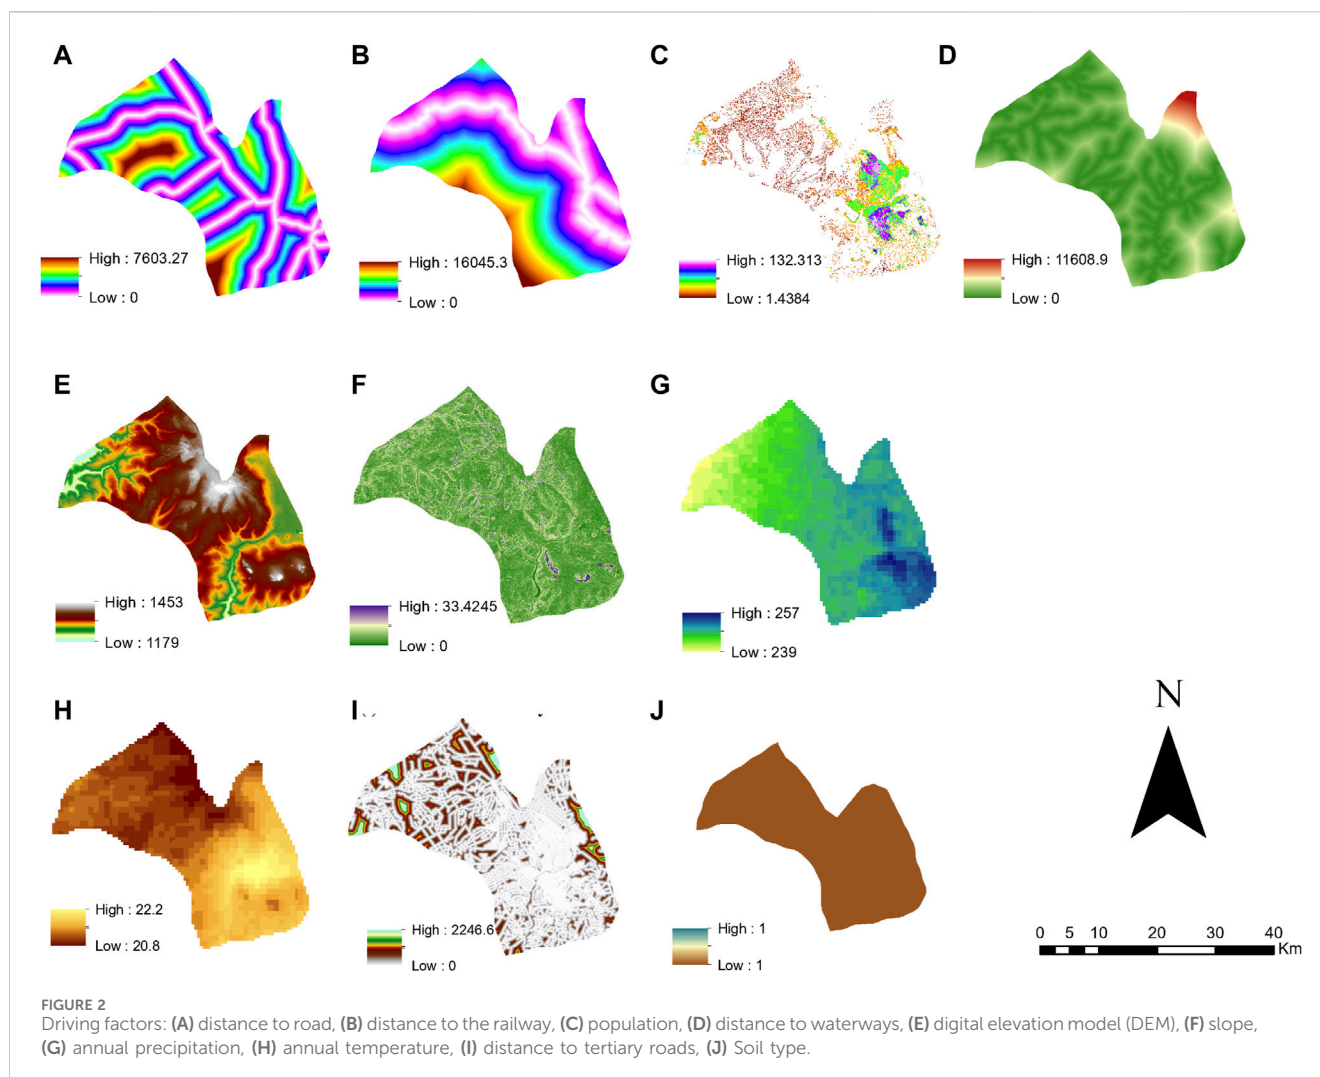 A
B
C
D
High : 7603.27
Low : 0
High : 16045.3
Low : 0
High : 132.313
Low : 1.4384
High : 11608.9
Low : 0
E
F
G
High : 1453
Low : 1179
High : 33.4245
Low : 0
High : 257
Low : 239
H
I
J
N
High : 22.2
Low : 20.8
High : 2246.6
Low : 0
High : 1
Low : 1
0 5 10 20 30 40
Km
FIGURE 2
Driving factors: (A) distance to road, (B) distance to the railway, (C) population, (D) distance to waterways, (E) digital elevation model (DEM), (F) slope,
(G) annual precipitation, (H) annual temperature, (I) distance to tertiary roads, (J) Soil type.